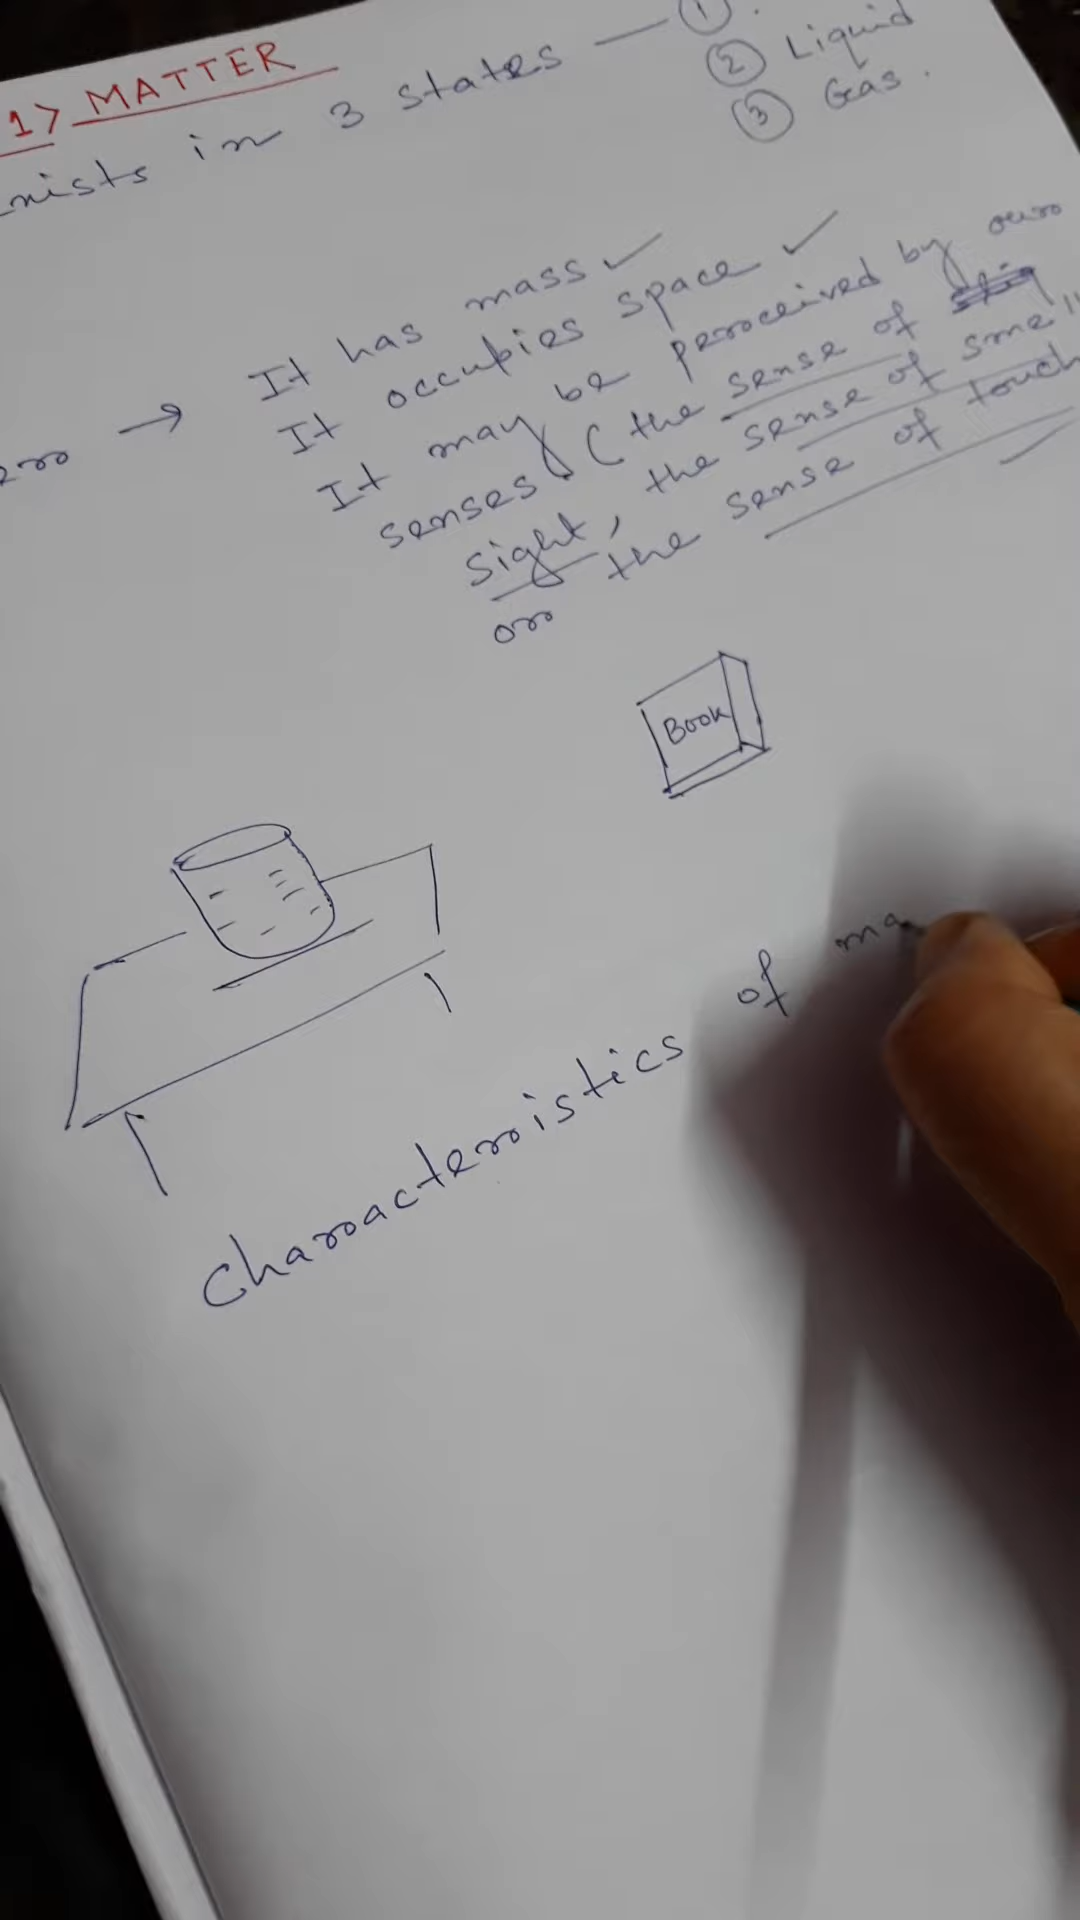 1) MATTER
exists in 3 states — ①.
② Liquid
③ Gas.
→ It has mass ✓
It occupies space ✓
It may be perceived by our
senses. (the sense of
sight, the sense of smell,
or the sense of touch
Book
Characteristics of ma